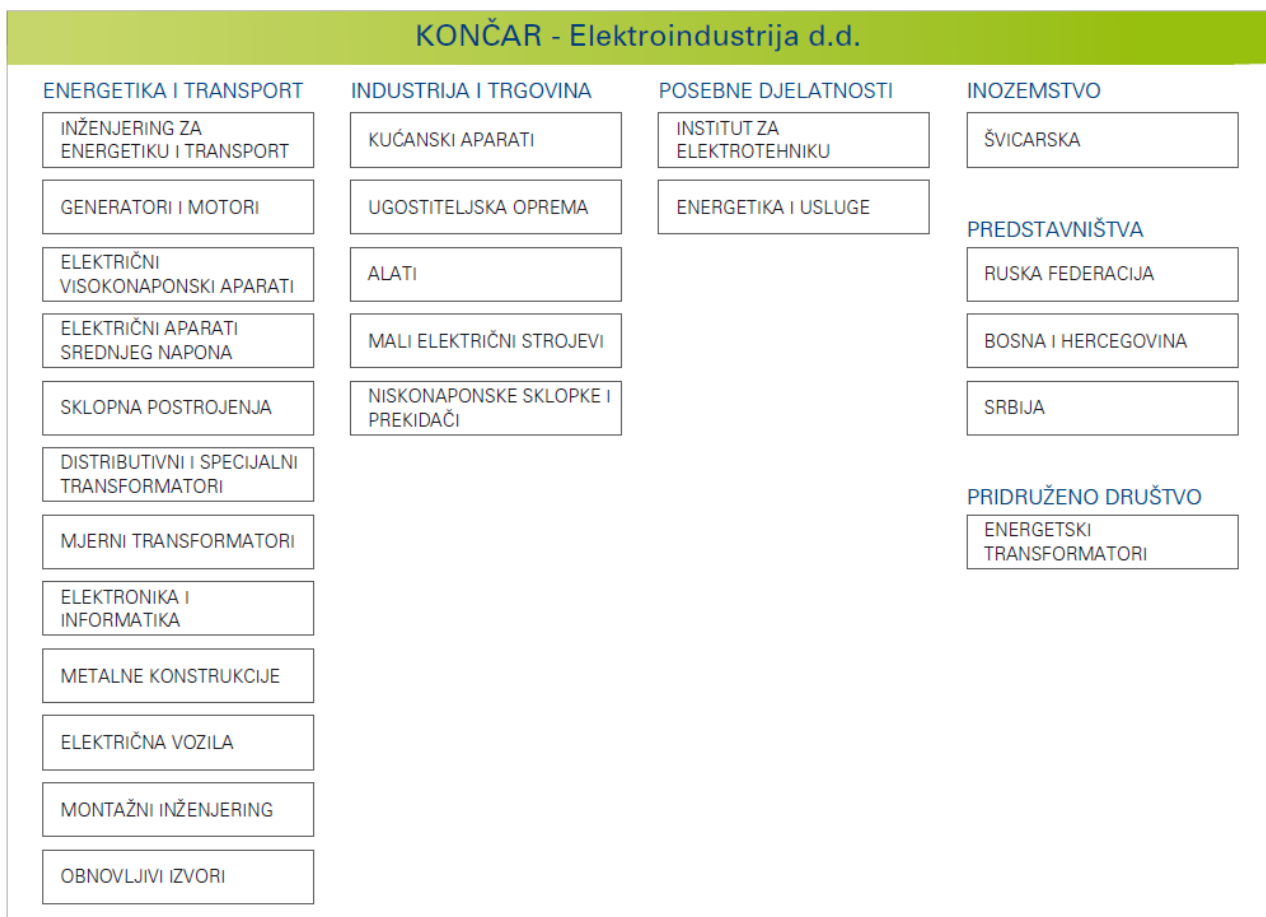 KONČAR - Elektroindustrija d.d.
ENERGETIKA I TRANSPORT
INŽENJERING ZA
ENERGETIKU I TRANSPORT
GENERATORI I MOTORI
ELEKTRIČNI
VISOKONAPONSKI APARATI
ELEKTRIČNI APARATI
SREDNJEG NAPONA
SKLOPNA POSTROJENJA
DISTRIBUTIVNI I SPECIJALNI
TRANSFORMATORI
MJERNI TRANSFORMATORI
ELEKTRONIKA I
INFORMATIKA
METALNE KONSTRUKCIJE
ELEKTRIČNA VOZILA
MONTAŽNI INŽENJERING
OBNOVLJIVI IZVORI
INDUSTRIJA I TRGOVINA
KUĆANSKI APARATI
UGOSTITELJSKA OPREMA
ALATI
MALI ELEKTRIČNI STROJEVI
NISKONAPONSKE SKLOPKE I
PREKIDAČI
POSEBNE DJELATNOSTI
INSTITUT ZA
ELEKTROTEHNIKU
ENERGETIKA I USLUGE
INOZEMSTVO
ŠVICARSKA
PREDSTAVNIŠTVA
RUSKA FEDERACIJA
BOSNA I HERCEGOVINA
SRBIJA
PRIDRUŽENO DRUŠTVO
ENERGETSKI
TRANSFORMATORI